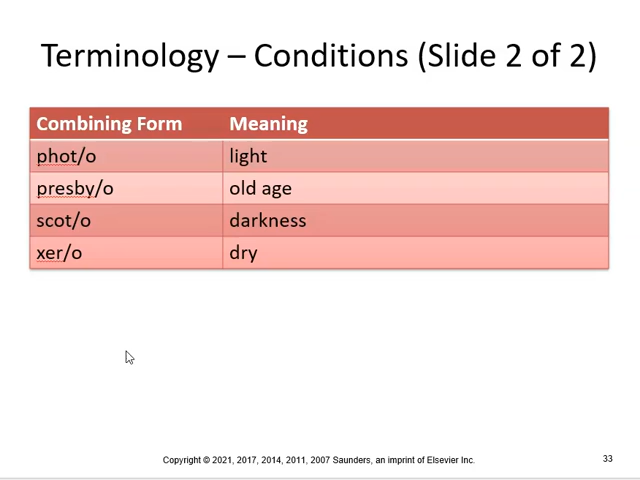 Terminology – Conditions (Slide 2 of 2)
Combining Form Meaning
phot/o light
presby/o old age
scot/o darkness
xer/o dry
Copyright © 2021, 2017, 2014, 2011, 2007 Saunders, an imprint of Elsevier Inc.
33